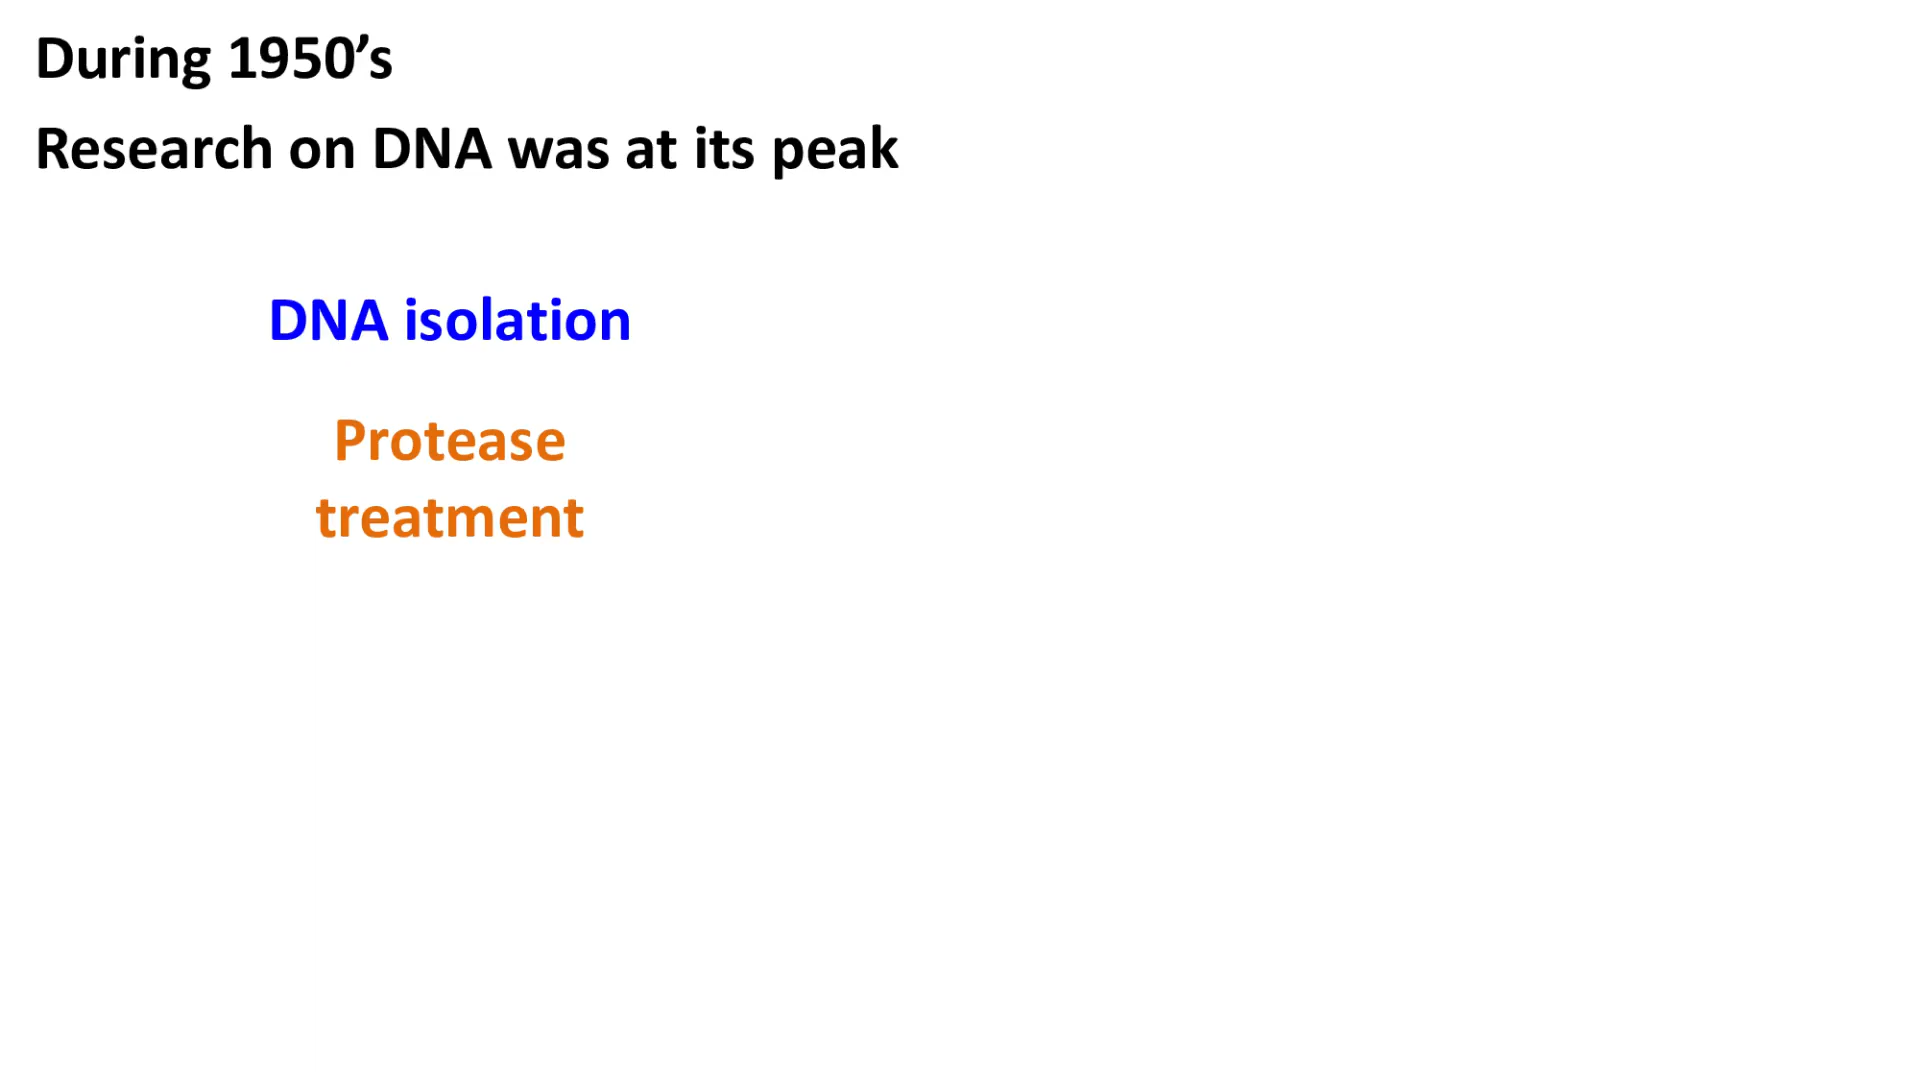 During 1950’s
Research on DNA was at its peak
DNA isolation
Protease
treatment